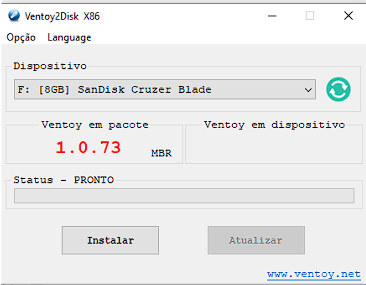 Ventoy2Disk X86
Opção Language
Dispositivo
F: [8GB] SanDisk Cruzer Blade
Ventoy em pacote Ventoy em dispositivo
1.0.73 MBR
Status - PRONTO
Instalar Atualizar
www.ventoy.net